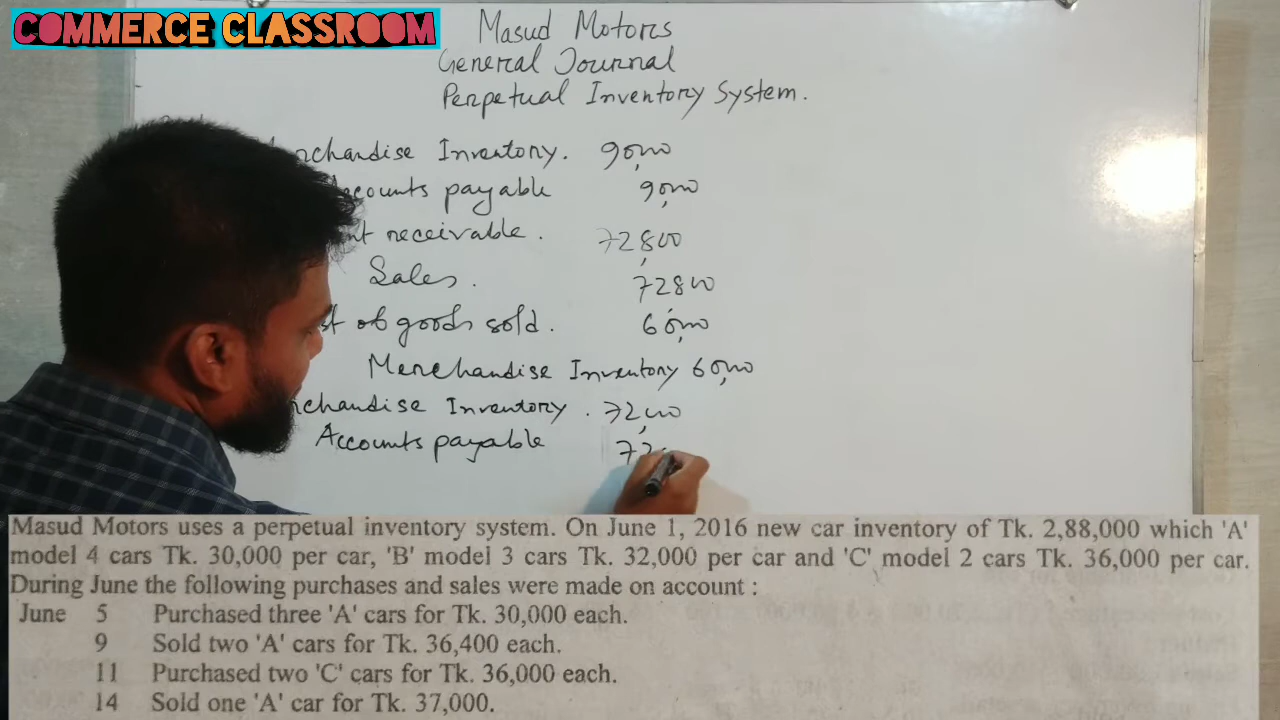 COMMERCE CLASSROOM
Masud Motors
General Journal
Perpetual Inventory System.
Inventory. 90,000
payable 90,000
receivable. 72,800
Sales. 72800
of goods sold. 60,000
Merchandise Inventory 60,000
Inventory. 72,000
Accounts payable
Masud Motors uses a perpetual inventory system. On June 1, 2016 new car inventory of Tk. 2,88,000 which 'A'
model 4 cars Tk. 30,000 per car, 'B' model 3 cars Tk. 32,000 per car and 'C' model 2 cars Tk. 36,000 per car.
During June the following purchases and sales were made on account :
June 5 Purchased three 'A' cars for Tk. 30,000 each.
9 Sold two 'A' cars for Tk. 36,400 each.
11 Purchased two 'C' cars for Tk. 36,000 each.
14 Sold one 'A' car for Tk. 37,000.